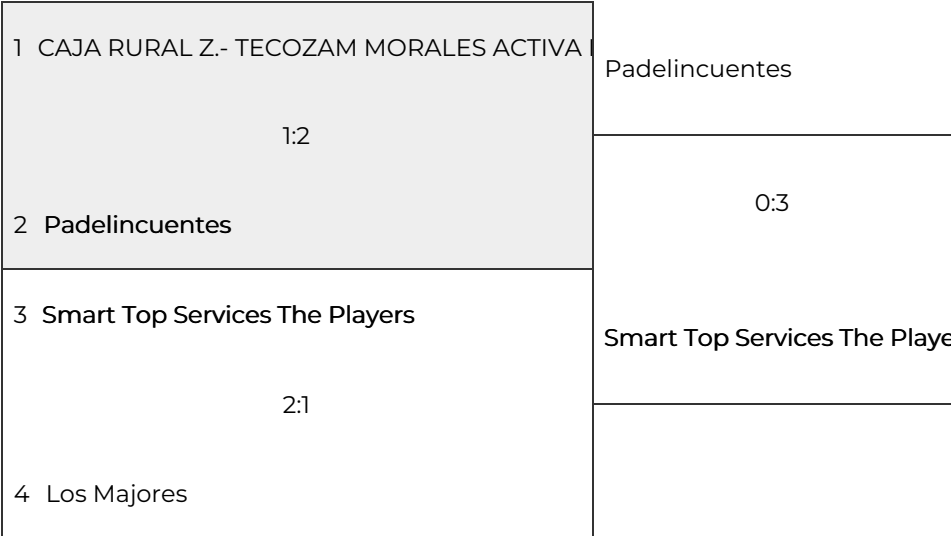 1 CAJA RURAL Z.- TECOZAM MORALES ACTIVA
1:2
2 Padelincuentes
3 Smart Top Services The Players
2:1
4 Los Majores
Padelincuentes
0:3
Smart Top Services The Playe